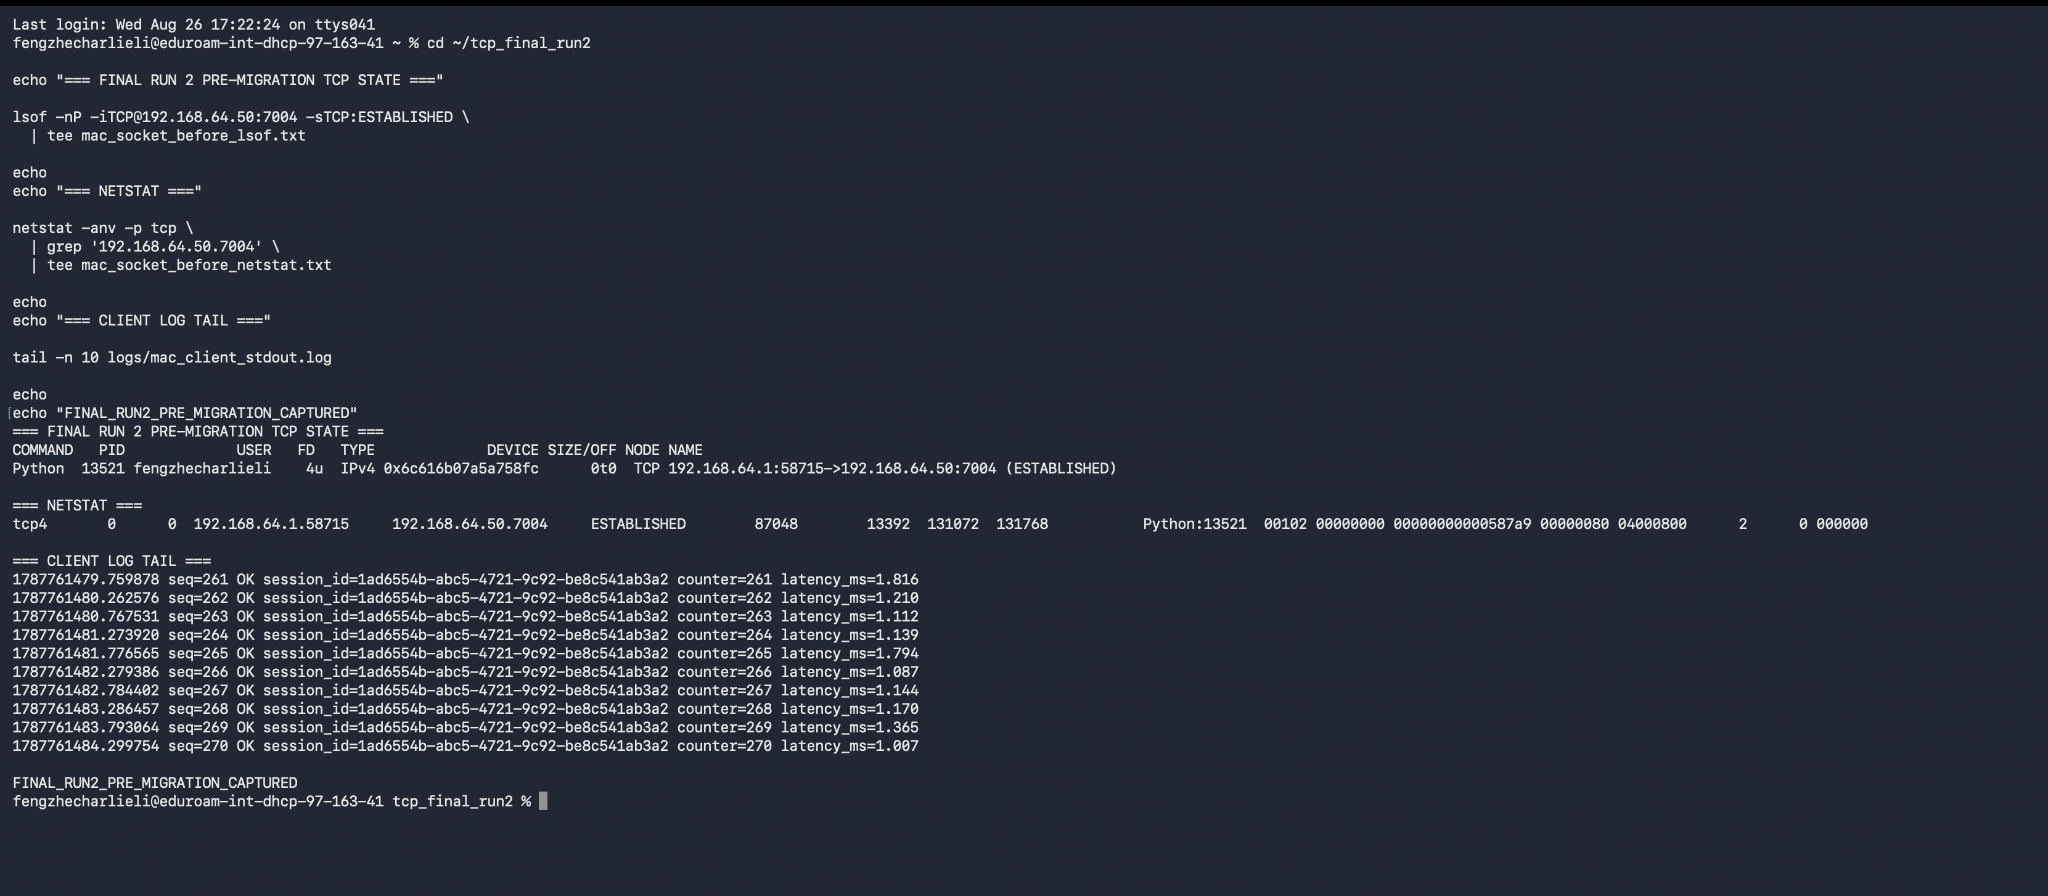 Last login: Wed Aug 26 17:22:24 on ttys041
fengzhecharlieli@eduroam-int-dhcp-97-163-41 ~ % cd ~/tcp_final_run2
echo "=== FINAL RUN 2 PRE-MIGRATION TCP STATE ==="
lsof -nP -iTCP@192.168.64.50:7004 -sTCP:ESTABLISHED \
| tee mac_socket_before_lsof.txt
echo
echo "=== NETSTAT ==="
netstat -anv -p tcp \
| grep '192.168.64.50.7004' \
| tee mac_socket_before_netstat.txt
echo
echo "=== CLIENT LOG TAIL ==="
tail -n 10 logs/mac_client_stdout.log
echo
[echo "FINAL_RUN2_PRE_MIGRATION_CAPTURED"
=== FINAL RUN 2 PRE-MIGRATION TCP STATE ===
COMMAND   PID             USER   FD   TYPE             DEVICE SIZE/OFF NODE NAME
Python  13521 fengzhecharlieli    4u  IPv4 0x6c616b07a5a758fc      0t0  TCP 192.168.64.1:58715->192.168.64.50:7004 (ESTABLISHED)
=== NETSTAT ===
tcp4       0      0  192.168.64.1.58715     192.168.64.50.7004     ESTABLISHED        87048        13392  131072  131768           Python:13521  00102 00000000 00000000000587a9 00000080 04000800      2      0 000000
=== CLIENT LOG TAIL ===
1787761479.759878 seq=261 OK session_id=1ad6554b-abc5-4721-9c92-be8c541ab3a2 counter=261 latency_ms=1.816
1787761480.262576 seq=262 OK session_id=1ad6554b-abc5-4721-9c92-be8c541ab3a2 counter=262 latency_ms=1.210
1787761480.767531 seq=263 OK session_id=1ad6554b-abc5-4721-9c92-be8c541ab3a2 counter=263 latency_ms=1.112
1787761481.273920 seq=264 OK session_id=1ad6554b-abc5-4721-9c92-be8c541ab3a2 counter=264 latency_ms=1.139
1787761481.776565 seq=265 OK session_id=1ad6554b-abc5-4721-9c92-be8c541ab3a2 counter=265 latency_ms=1.794
1787761482.279386 seq=266 OK session_id=1ad6554b-abc5-4721-9c92-be8c541ab3a2 counter=266 latency_ms=1.087
1787761482.784402 seq=267 OK session_id=1ad6554b-abc5-4721-9c92-be8c541ab3a2 counter=267 latency_ms=1.144
1787761483.286457 seq=268 OK session_id=1ad6554b-abc5-4721-9c92-be8c541ab3a2 counter=268 latency_ms=1.170
1787761483.793064 seq=269 OK session_id=1ad6554b-abc5-4721-9c92-be8c541ab3a2 counter=269 latency_ms=1.365
1787761484.299754 seq=270 OK session_id=1ad6554b-abc5-4721-9c92-be8c541ab3a2 counter=270 latency_ms=1.007
FINAL_RUN2_PRE_MIGRATION_CAPTURED
fengzhecharlieli@eduroam-int-dhcp-97-163-41 tcp_final_run2 %